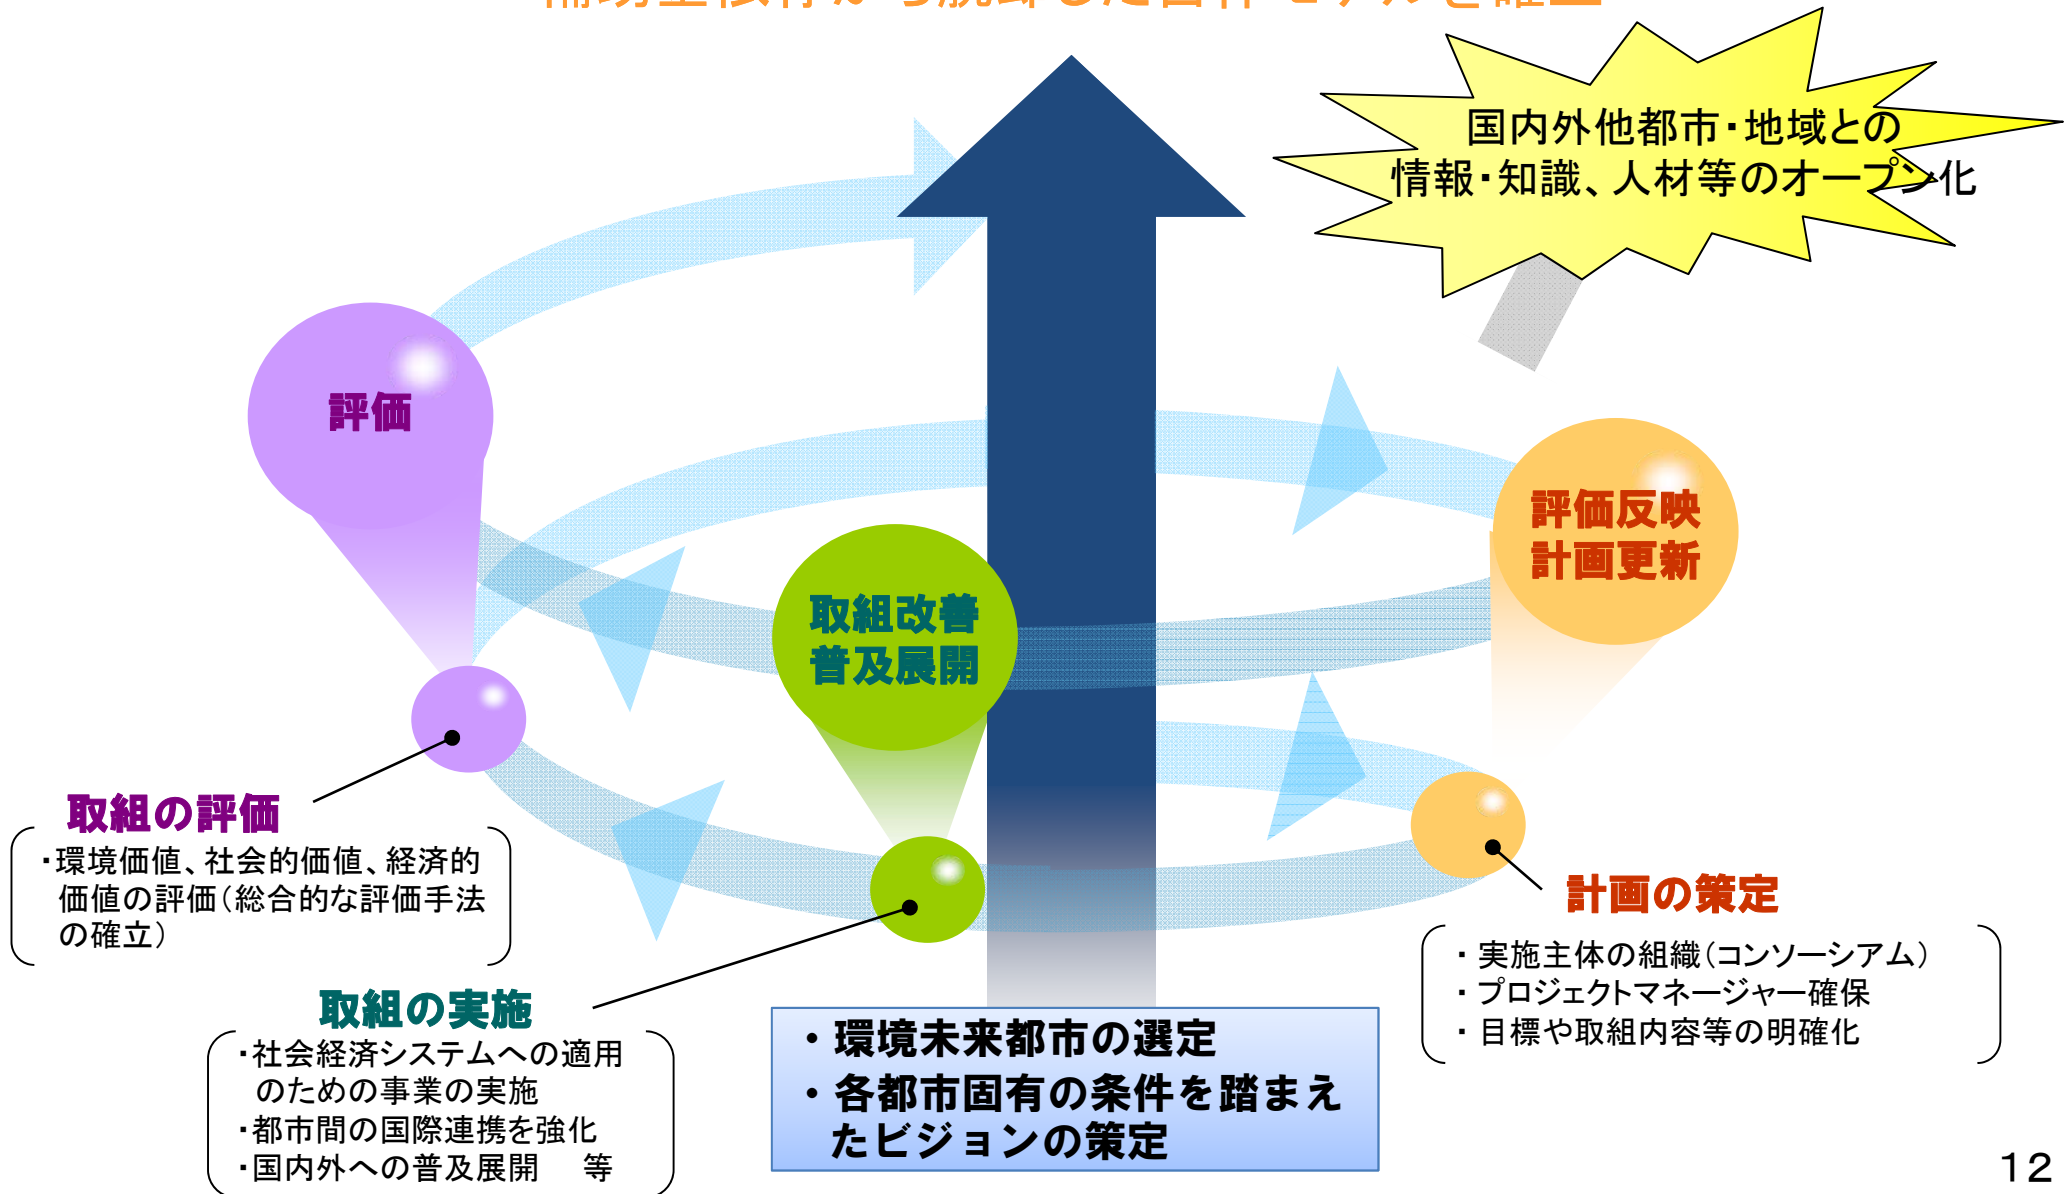 国内外他都市・地域との
情報・知識、人材等のオープン化
評価
評価反映
計画更新
取組改善
普及展開
取組の評価
・環境価値、社会的価値、経済的
価値の評価（総合的な評価手法
の確立）
計画の策定
・ 実施主体の組織（コンソーシアム）
・ プロジェクトマネージャー確保
・ 目標や取組内容等の明確化
取組の実施
・社会経済システムへの適用
のための事業の実施
・都市間の国際連携を強化
・国内外への普及展開　等
・環境未来都市の選定
・各都市固有の条件を踏まえ
たビジョンの策定
12